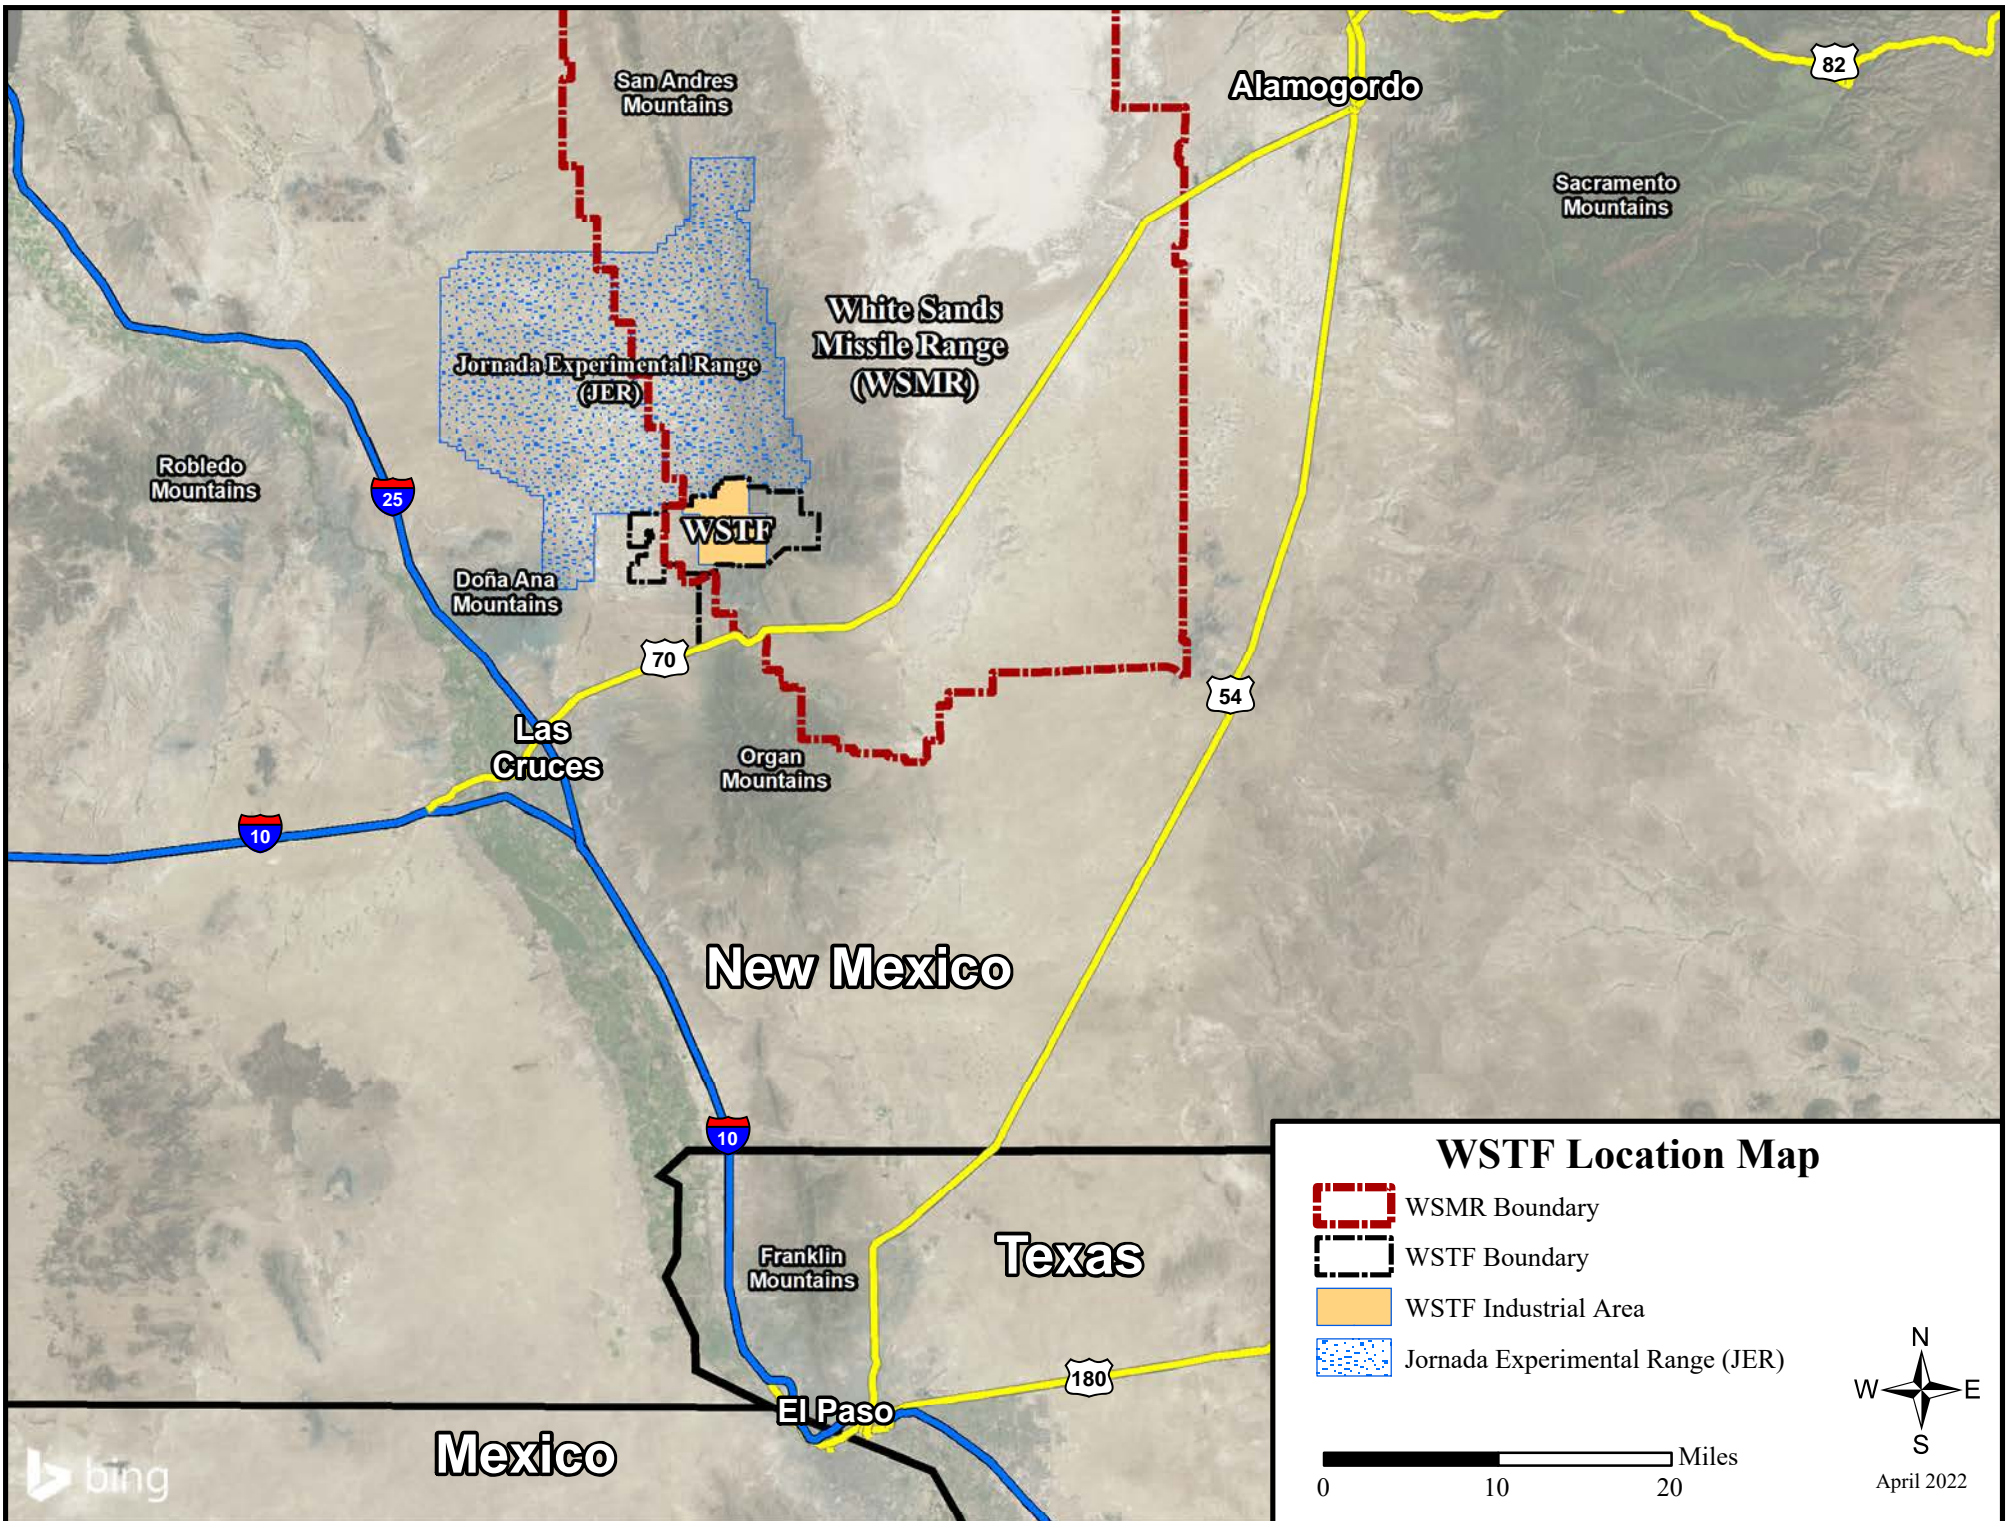 San Andres
Mountains
Alamogordo
82
Sacramento
Mountains
White Sands
Missile Range
(WSMR)
Jornada Experimental Range
(JER)
Robledo
Mountains
25
WSTF
Doña Ana
Mountains
70
54
Las
Cruces
Organ
Mountains
10
New Mexico
10
Texas
Franklin
Mountains
180
El Paso
Mexico
bing
WSTF Location Map
WSMR Boundary
WSTF Boundary
WSTF Industrial Area
Jornada Experimental Range (JER)
N
W E
S
Miles
0 10 20
April 2022